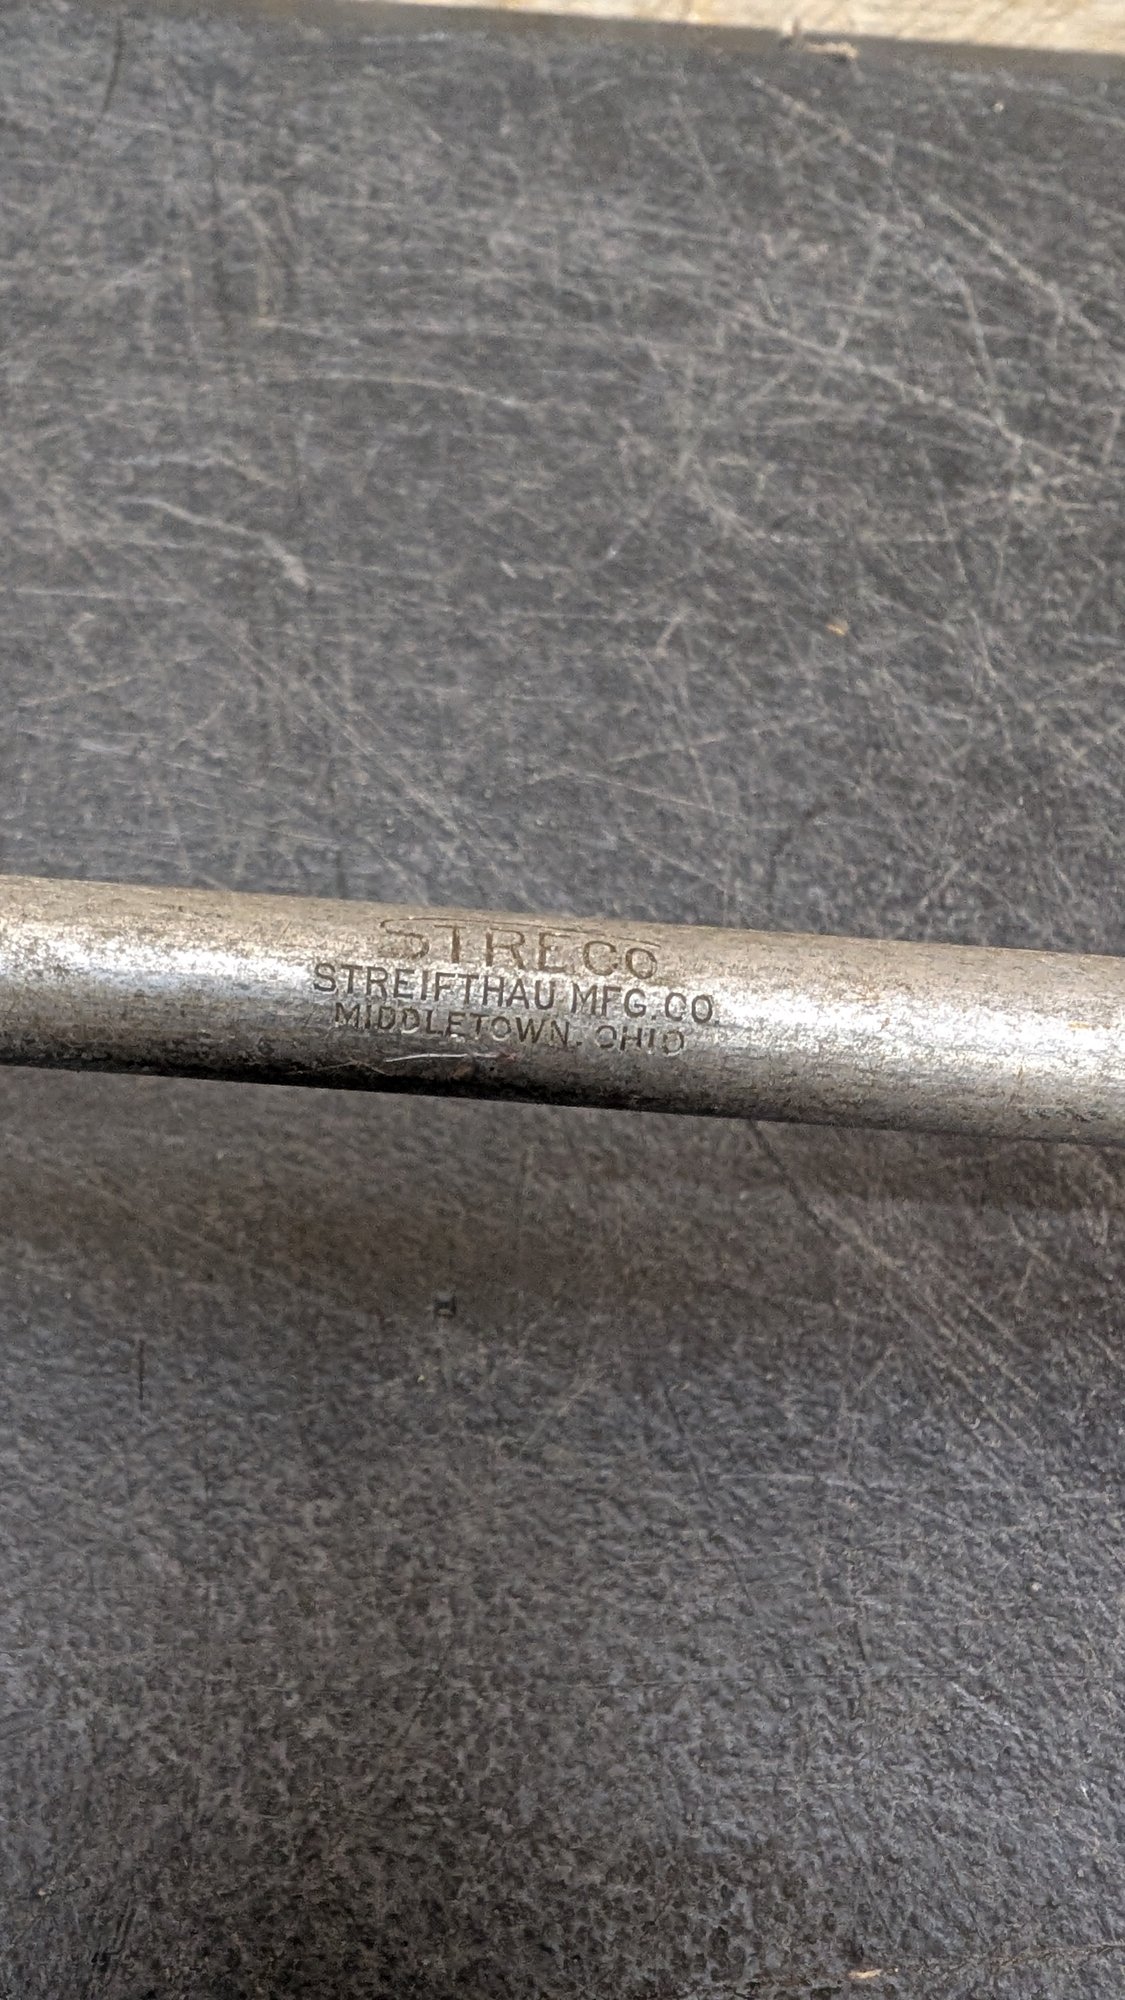 STRECO
STREIFTHAU MFG. CO.
MIDDLETOWN. OHIO